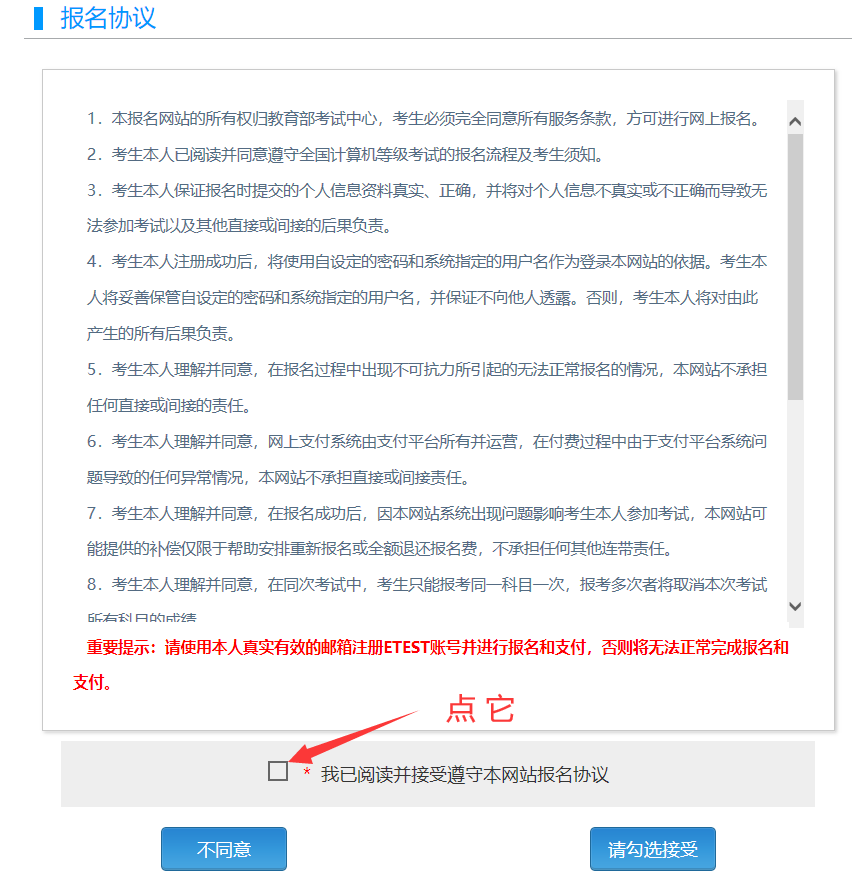 报名协议
1. 本报名网站的所有权归教育部考试中心，考生必须完全同意所有服务条款，方可进行网上报名。
2. 考生本人已阅读并同意遵守全国计算机等级考试的报名流程及考生须知。
3. 考生本人保证报名时提交的个人信息资料真实、正确，并将对个人信息不真实或不正确而导致无
法参加考试以及其他直接或间接的后果负责。
4. 考生本人注册成功后，将使用自设定的密码和系统指定的用户名作为登录本网站的依据。考生本
人将妥善保管自设定的密码和系统指定的用户名，并保证不向他人透露。否则，考生本人将对由此
产生的所有后果负责。
5. 考生本人理解并同意，在报名过程中出现不可抗力所引起的无法正常报名的情况，本网站不承担
任何直接或间接的责任。
6. 考生本人理解并同意，网上支付系统由支付平台所有并运营，在付费过程中由于支付平台系统问
题导致的任何异常情况，本网站不承担直接或间接责任。
7. 考生本人理解并同意，在报名成功后，因本网站系统出现问题影响考生本人参加考试，本网站可
能提供的补偿仅限于帮助安排重新报名或全额退还报名费，不承担任何其他连带责任。
8. 考生本人理解并同意，在同次考试中，考生只能报考同一科目一次，报考多次者将取消本次考试
所有科目的成绩
重要提示：请使用本人真实有效的邮箱注册ETEST账号并进行报名和支付，否则将无法正常完成报名和
支付。
点 它
* 我已阅读并接受遵守本网站报名协议
不同意
请勾选接受